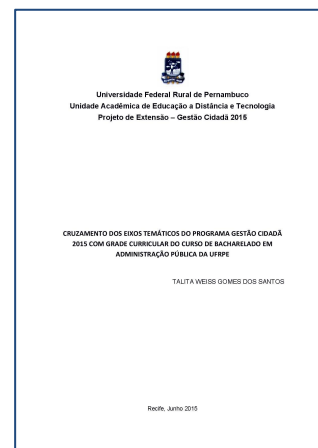 Universidade Federal Rural de Pernambuco
Unidade Acadêmica de Educação a Distância e Tecnologia
Projeto de Extensão – Gestão Cidadã 2015
CRUZAMENTO DOS EIXOS TEMÁTICOS DO PROGRAMA GESTÃO CIDADÃ
2015 COM GRADE CURRICULAR DO CURSO DE BACHARELADO EM
ADMINISTRAÇÃO PÚBLICA DA UFRPE
TALITA WEISS GOMES DOS SANTOS
Recife, Junho 2015